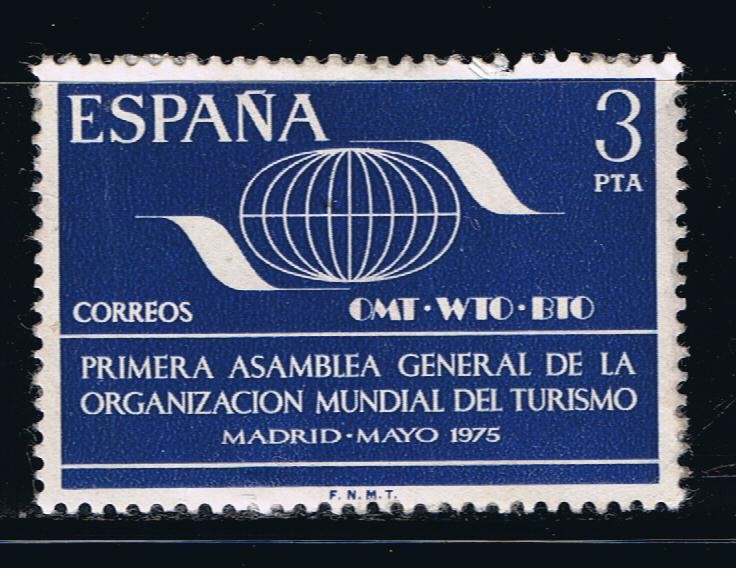 ESPAÑA
3
PTA
CORREOS
OMT·WTO·BTO
PRIMERA ASAMBLEA GENERAL DE LA
ORGANIZACION MUNDIAL DEL TURISMO
MADRID·MAYO 1975
F.N.M.T.